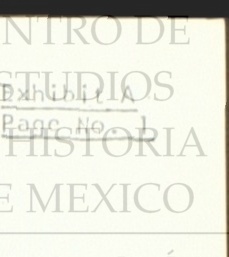 NTRO DE
STUDIOS
Exhibit A
Page No. 1
HISTORIA
E MEXICO